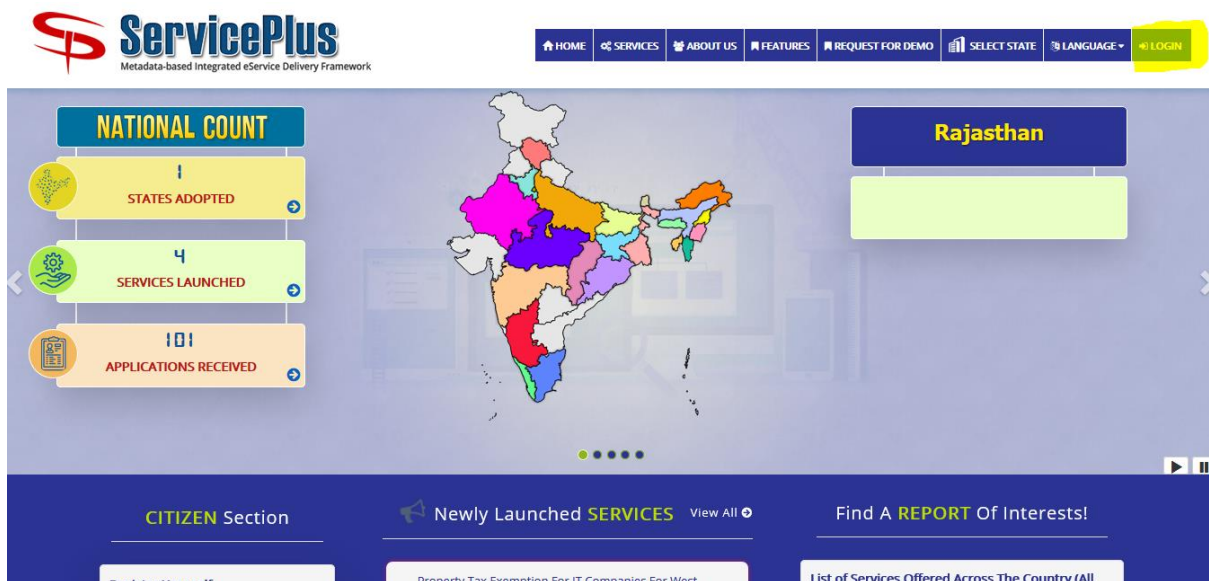 ServicePlus
Metadata-based Integrated eService Delivery Framework
HOME SERVICES ABOUT US FEATURES REQUEST FOR DEMO SELECT STATE LANGUAGE LOGIN
NATIONAL COUNT
1
STATES ADOPTED
4
SERVICES LAUNCHED
101
APPLICATIONS RECEIVED
Rajasthan
CITIZEN Section
Newly Launched SERVICES View All
Find A REPORT Of Interests!
Property Tax Exemption For IT Companies For West
List of Services Offered Across The Country (All